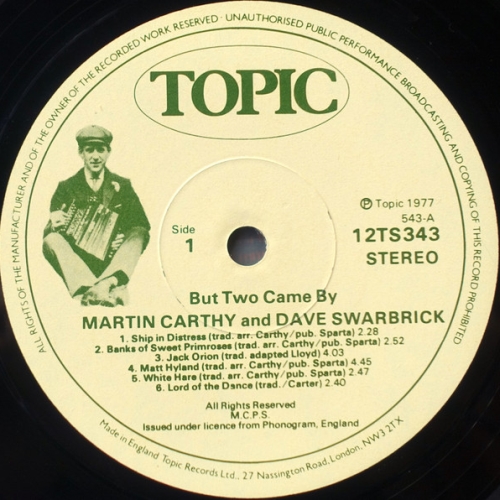 ALL RIGHTS OF THE MANUFACTURER AND OF THE OWNER OF THE RECORDED WORK RESERVED · UNAUTHORISED PUBLIC PERFORMANCE BROADCASTING AND COPYING OF THIS RECORD PROHIBITED
TOPIC
Side
1
℗ Topic 1977
543-A
12TS343
STEREO
But Two Came By
MARTIN CARTHY and DAVE SWARBRICK
1. Ship in Distress (trad. arr. Carthy/pub. Sparta) 2.28
2. Banks of Sweet Primroses (trad. arr. Carthy/pub. Sparta) 2.52
3. Jack Orion (trad. adapted Lloyd) 4.03
4. Matt Hyland (trad. arr. Carthy/pub. Sparta) 4.45
5. White Hare (trad. arr. Carthy/pub. Sparta) 2.47
6. Lord of the Dance (trad./Carter) 2.40
All Rights Reserved
M.C.P.S.
Issued under licence from Phonogram, England
Made in England Topic Records Ltd., 27 Nassington Road, London, NW3 2TX